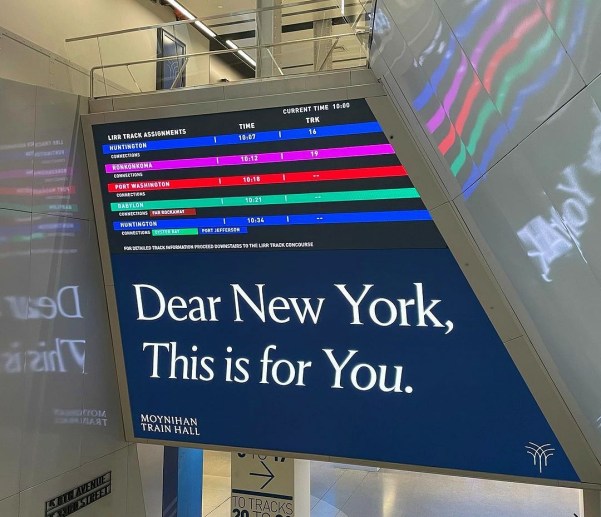 CURRENT TIME 10:00
LIRR TRACK ASSIGNMENTS TIME TRK
HUNTINGTON 10:07 16
CONNECTIONS
RONKONKOMA 10:12 19
CONNECTIONS
PORT WASHINGTON 10:18 --
CONNECTIONS
BABYLON 10:21 --
CONNECTIONS FAR ROCKAWAY
HUNTINGTON 10:34 --
CONNECTIONS OYSTER BAY PORT JEFFERSON
FOR DETAILED TRACK INFORMATION PROCEED DOWNSTAIRS TO THE LIRR TRACK CONCOURSE
Dear New York,
This is for You.
MOYNIHAN
TRAIN HALL
8TH AVENUE
STREET
TO TRACKS